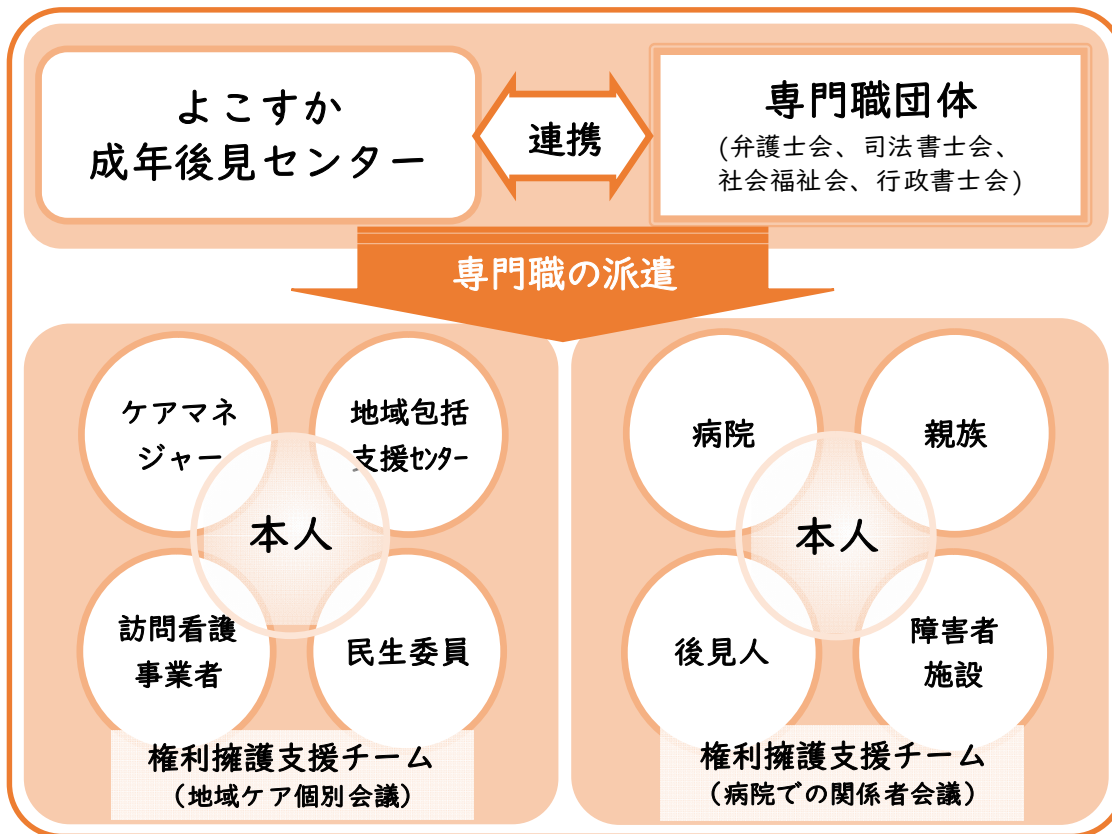 よこすか
成年後見センター
連携
専門職団体
(弁護士会、司法書士会、
社会福祉会、行政書士会)
専門職の派遣
ケアマネ
ジャー
地域包括
支援ｾﾝﾀｰ
本人
訪問看護
事業者
民生委員
権利擁護支援チーム
(地域ケア個別会議)
病院
親族
本人
後見人
障害者
施設
権利擁護支援チーム
(病院での関係者会議)